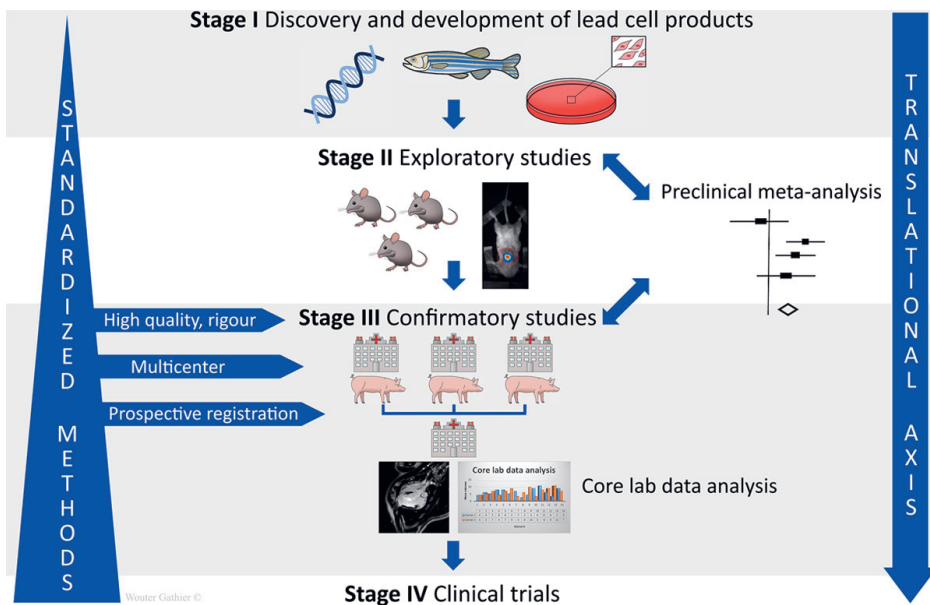 Stage I Discovery and development of lead cell products
Stage II Exploratory studies
Preclinical meta-analysis
High quality, rigour
Stage III Confirmatory studies
Multicenter
Prospective registration
Core lab data analysis
Core lab data analysis
Stage IV Clinical trials
STANDARDIZED METHODS
TRANSLATIONAL AXIS
Wouter Gathier ©